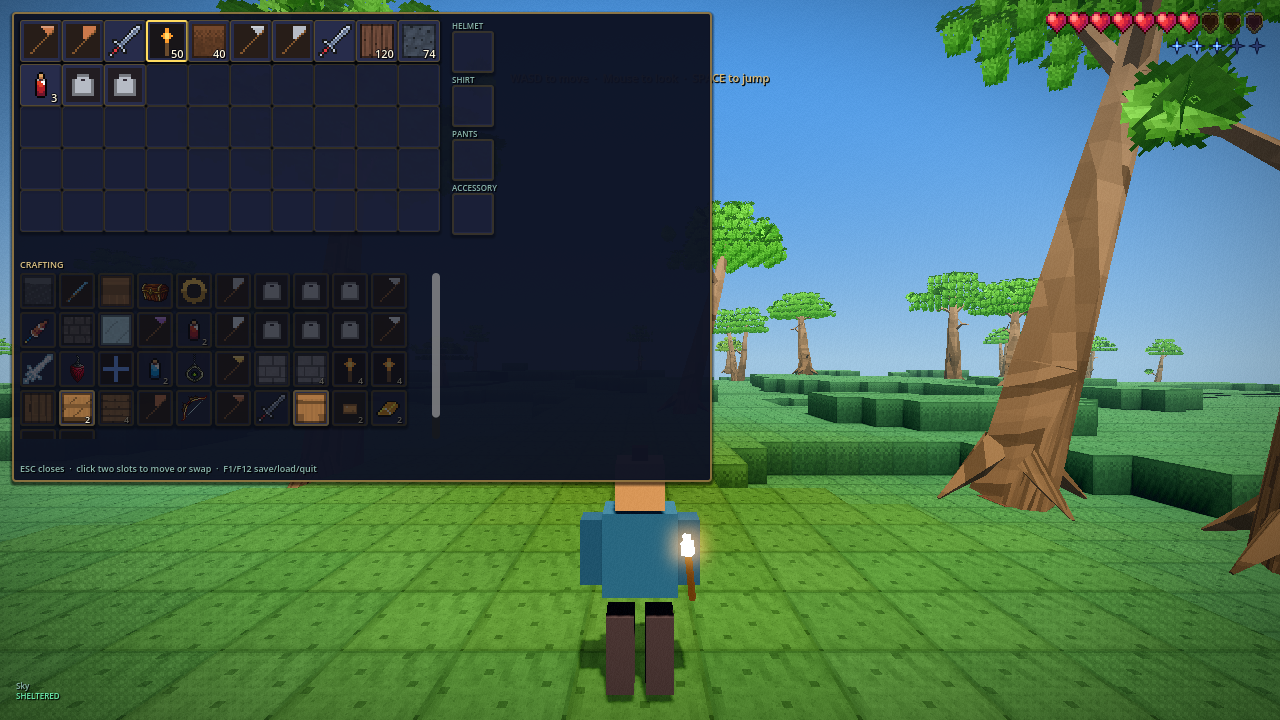 HELMET
50
40
120
74
SHIRT
CE to jump
3
PANTS
ACCESSORY
CRAFTING
2
2
4
4
4
2
4
2
2
ESC closes · click two slots to move or swap · F1/F12 save/load/quit
Sky
SHELTERED